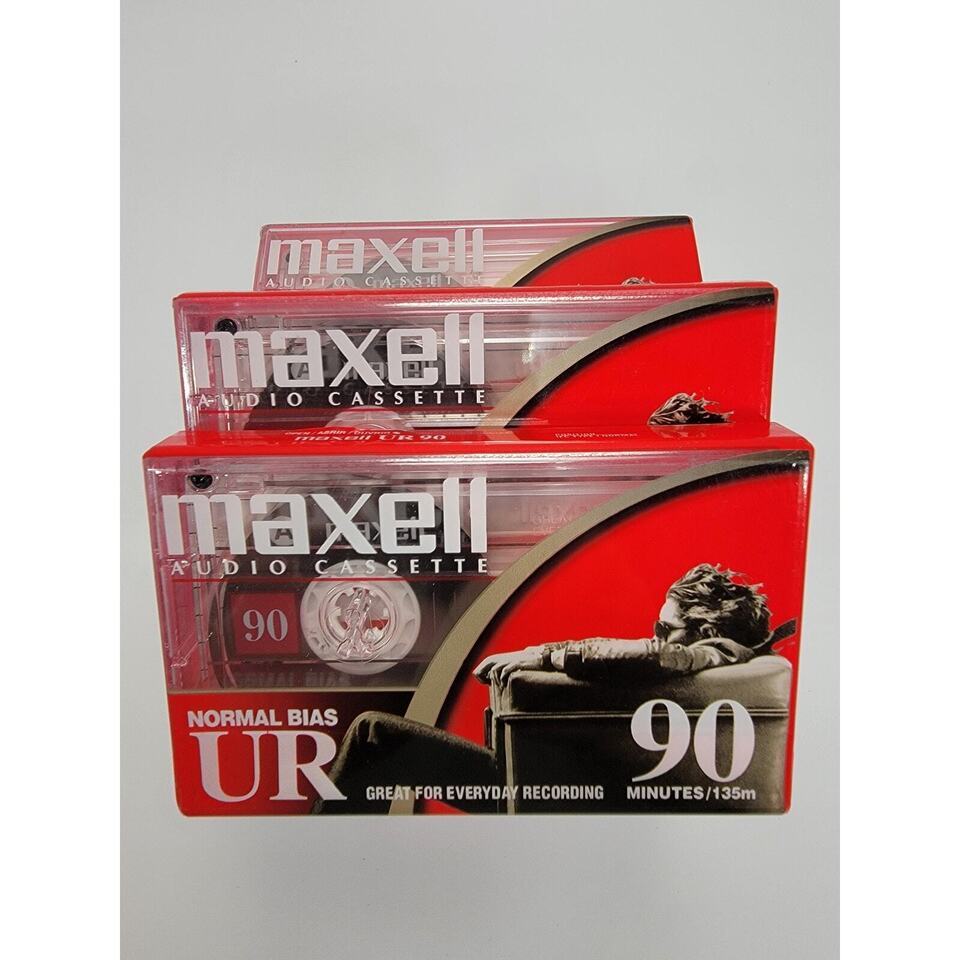 maxell
AUDIO CASSETTE
maxell
AUDIO CASSETTE
maxell UR 90
maxell
AUDIO CASSETTE
90
NORMAL BIAS
UR
GREAT FOR EVERYDAY RECORDING
90
MINUTES/135m